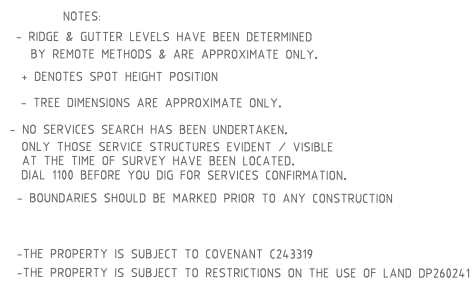 NOTES:
- RIDGE & GUTTER LEVELS HAVE BEEN DETERMINED
BY REMOTE METHODS & ARE APPROXIMATE ONLY.
+ DENOTES SPOT HEIGHT POSITION
- TREE DIMENSIONS ARE APPROXIMATE ONLY.
- NO SERVICES SEARCH HAS BEEN UNDERTAKEN.
ONLY THOSE SERVICE STRUCTURES EVIDENT / VISIBLE
AT THE TIME OF SURVEY HAVE BEEN LOCATED.
DIAL 1100 BEFORE YOU DIG FOR SERVICES CONFIRMATION.
- BOUNDARIES SHOULD BE MARKED PRIOR TO ANY CONSTRUCTION
-THE PROPERTY IS SUBJECT TO COVENANT C243319
-THE PROPERTY IS SUBJECT TO RESTRICTIONS ON THE USE OF LAND DP260241